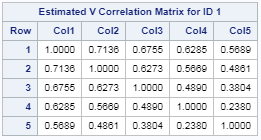 Estimated V Correlation Matrix for ID 1
Row Col1 Col2 Col3 Col4 Col5
1 1.0000 0.7136 0.6755 0.6285 0.5689
2 0.7136 1.0000 0.6273 0.5669 0.4861
3 0.6755 0.6273 1.0000 0.4890 0.3804
4 0.6285 0.5669 0.4890 1.0000 0.2380
5 0.5689 0.4861 0.3804 0.2380 1.0000